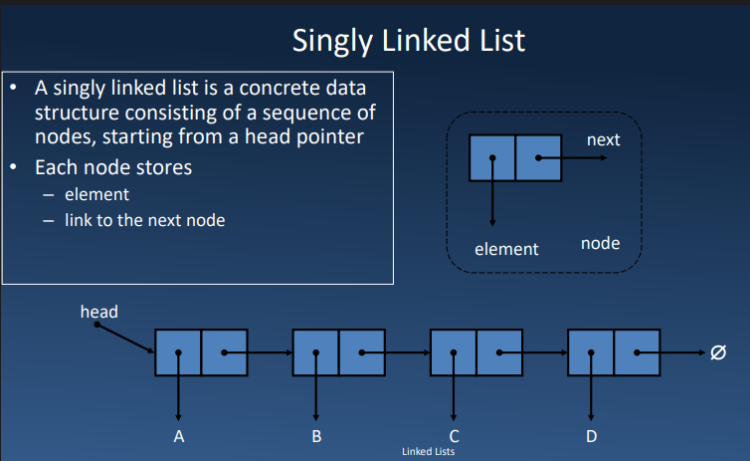 Singly Linked List
• A singly linked list is a concrete data
structure consisting of a sequence of
nodes, starting from a head pointer
• Each node stores
– element
– link to the next node
next
element
node
head
∅
A
B
C
D
Linked Lists